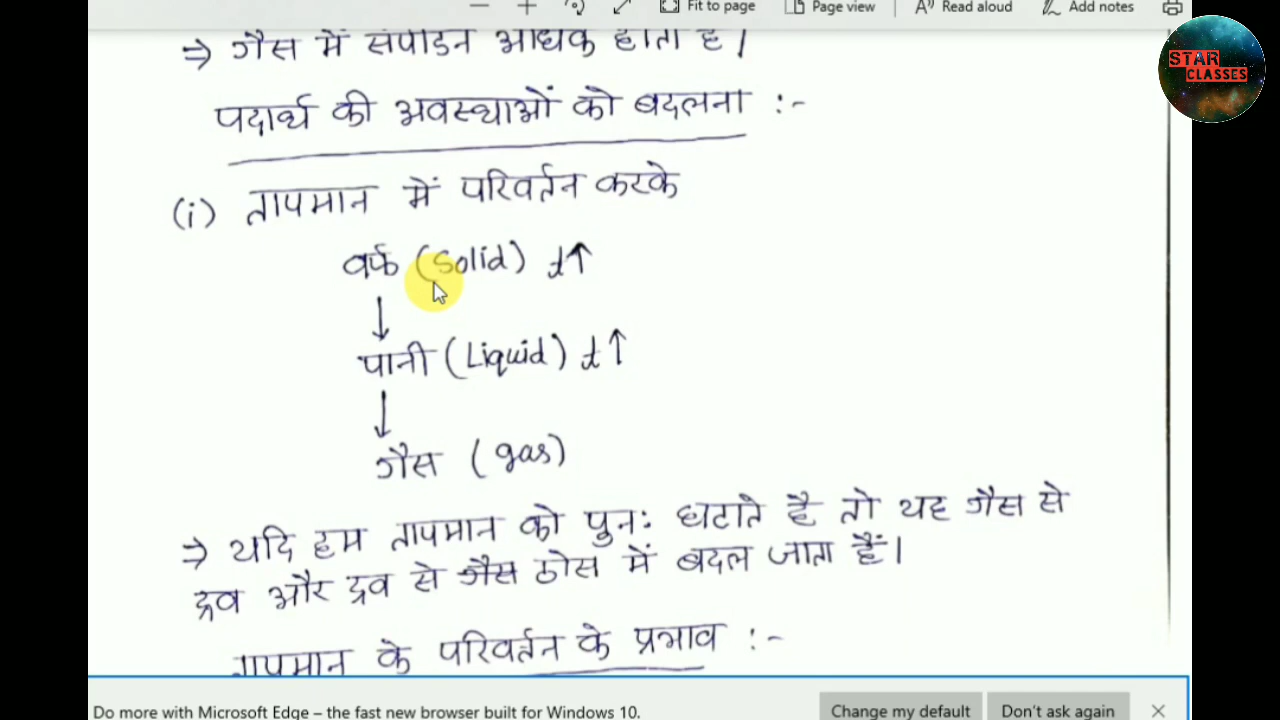 Fit to page Page view Read aloud Add notes
⇒ गैस में संपीडन अधिक होता है।
STAR CLASSES
पदार्थ की अवस्थाओं को बदलना :-
(i) तापमान में परिवर्तन करके
बर्फ (Solid) t↑
↓
पानी (Liquid) t↑
↓
गैस (gas)
⇒ यदि हम तापमान को पुनः घटाते है तो यह गैस से
द्रव और द्रव से ठोस में बदल जाता हैं।
तापमान के परिवर्तन के प्रभाव :-
Do more with Microsoft Edge – the fast new browser built for Windows 10. Change my default Don't ask again